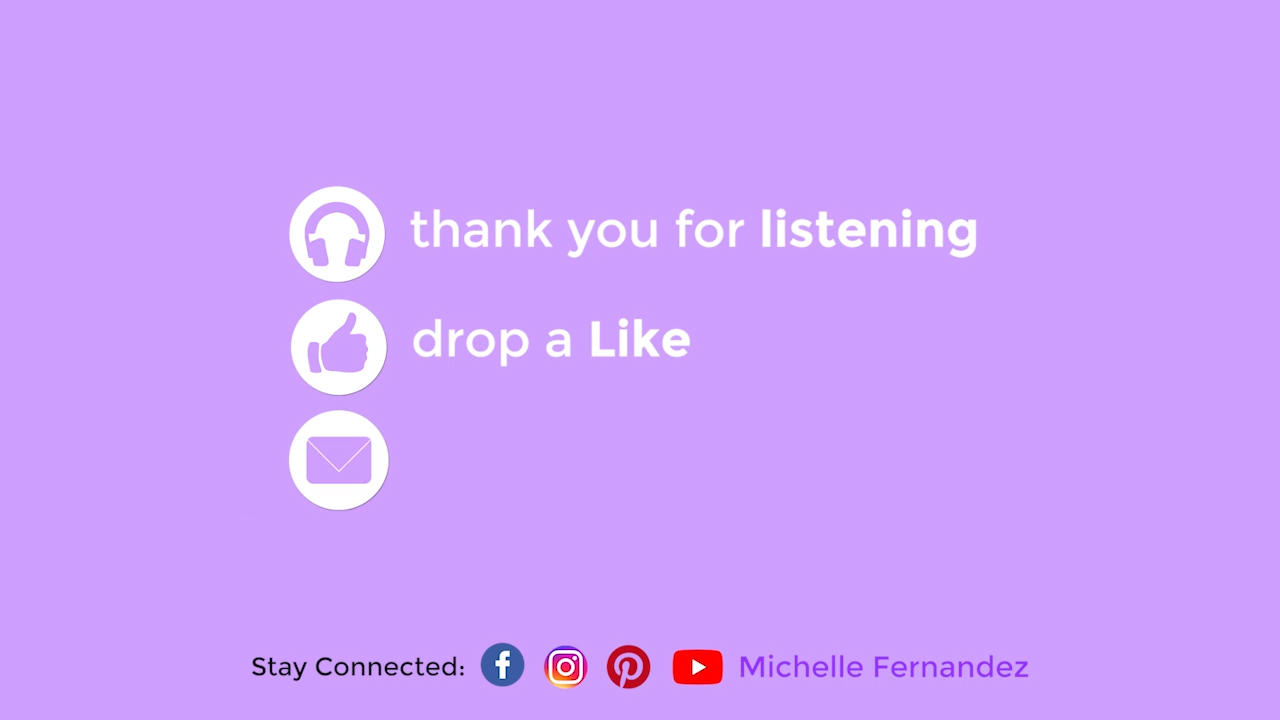 thank you for listening
drop a Like
Stay Connected: Michelle Fernandez